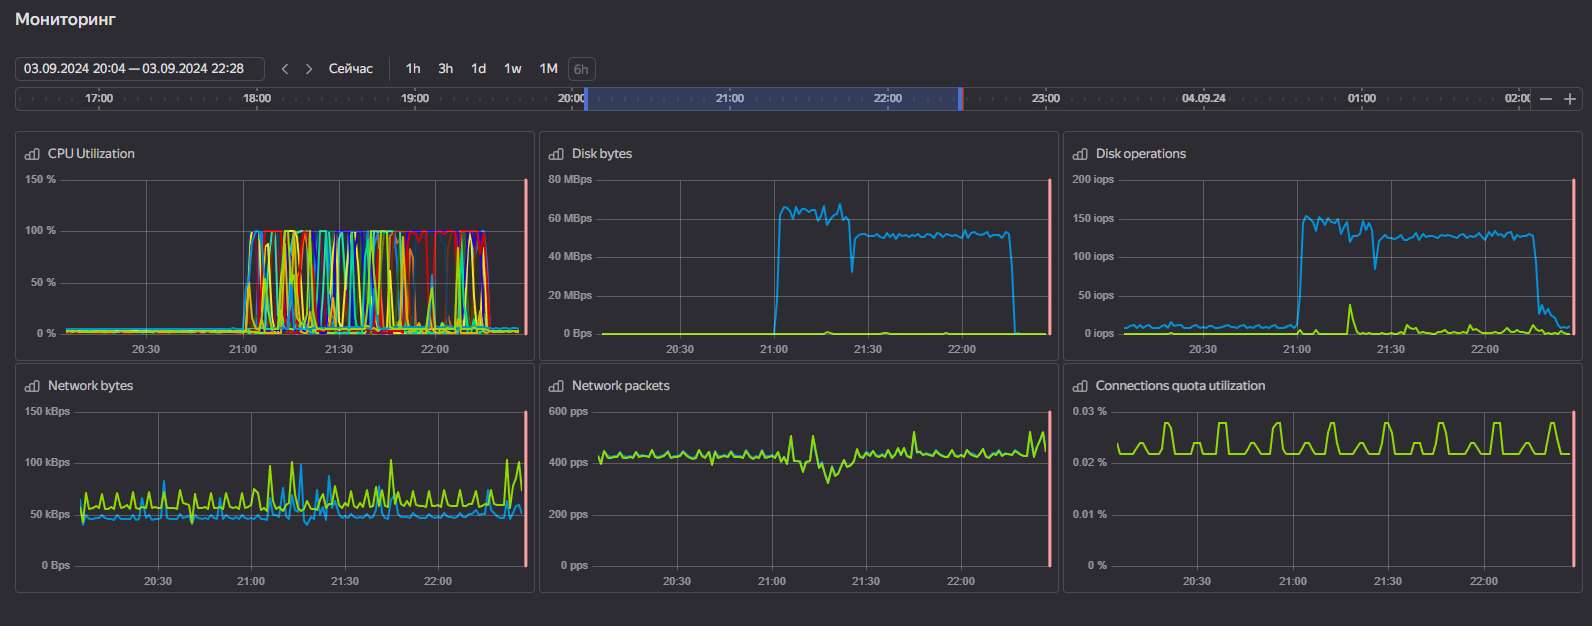 Мониторинг
03.09.2024 20:04 — 03.09.2024 22:28 Сейчас 1h 3h 1d 1w 1M 6h
17:00 18:00 19:00 20:00 21:00 22:00 23:00 04.09.24 01:00 02:00
CPU Utilization
150 %
100 %
50 %
0 %
20:30 21:00 21:30 22:00
Disk bytes
80 MBps
60 MBps
40 MBps
20 MBps
0 Bps
20:30 21:00 21:30 22:00
Disk operations
200 iops
150 iops
100 iops
50 iops
0 iops
20:30 21:00 21:30 22:00
Network bytes
150 kBps
100 kBps
50 kBps
0 Bps
20:30 21:00 21:30 22:00
Network packets
600 pps
400 pps
200 pps
0 pps
20:30 21:00 21:30 22:00
Connections quota utilization
0.03 %
0.02 %
0.01 %
0 %
20:30 21:00 21:30 22:00